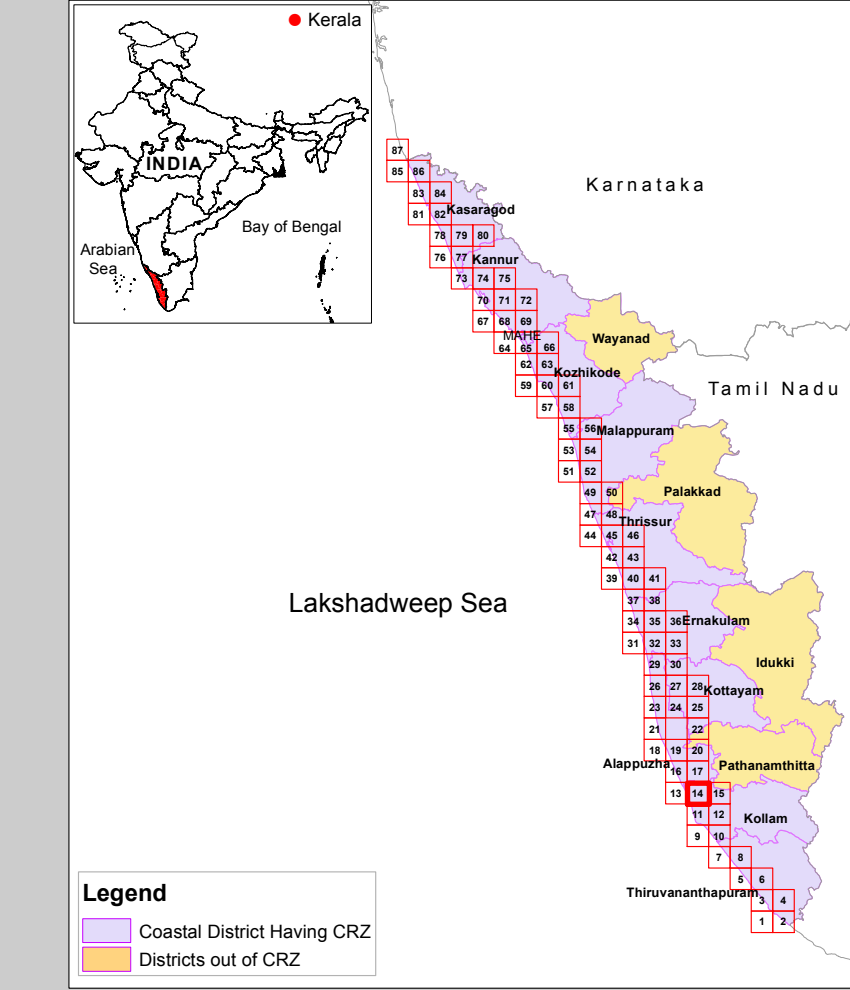 Kerala
INDIA
Bay of Bengal
Arabian
Sea
Karnataka
87
85 86
83 84
Kasaragod
81 82
78 79 80
76 77
Kannur
73 74 75
70 71 72
67 68 69
MAHE
Wayanad
64 65 66
62 63
Kozhikode
59 60 61
Tamil Nadu
57 58
55 56
Malappuram
53 54
51 52
49 50
Palakkad
47 48
Thrissur
44 45 46
42 43
39 40 41
Lakshadweep Sea
37 38
34 35 36
Ernakulam
31 32 33
29 30
Idukki
26 27 28
Kottayam
23 24 25
21 22
18 19 20
Alappuzha
Pathanamthitta
16 17
13 14 15
11 12
Kollam
9 10
7 8
5 6
Thiruvananthapuram
3 4
1 2
Legend
Coastal District Having CRZ
Districts out of CRZ